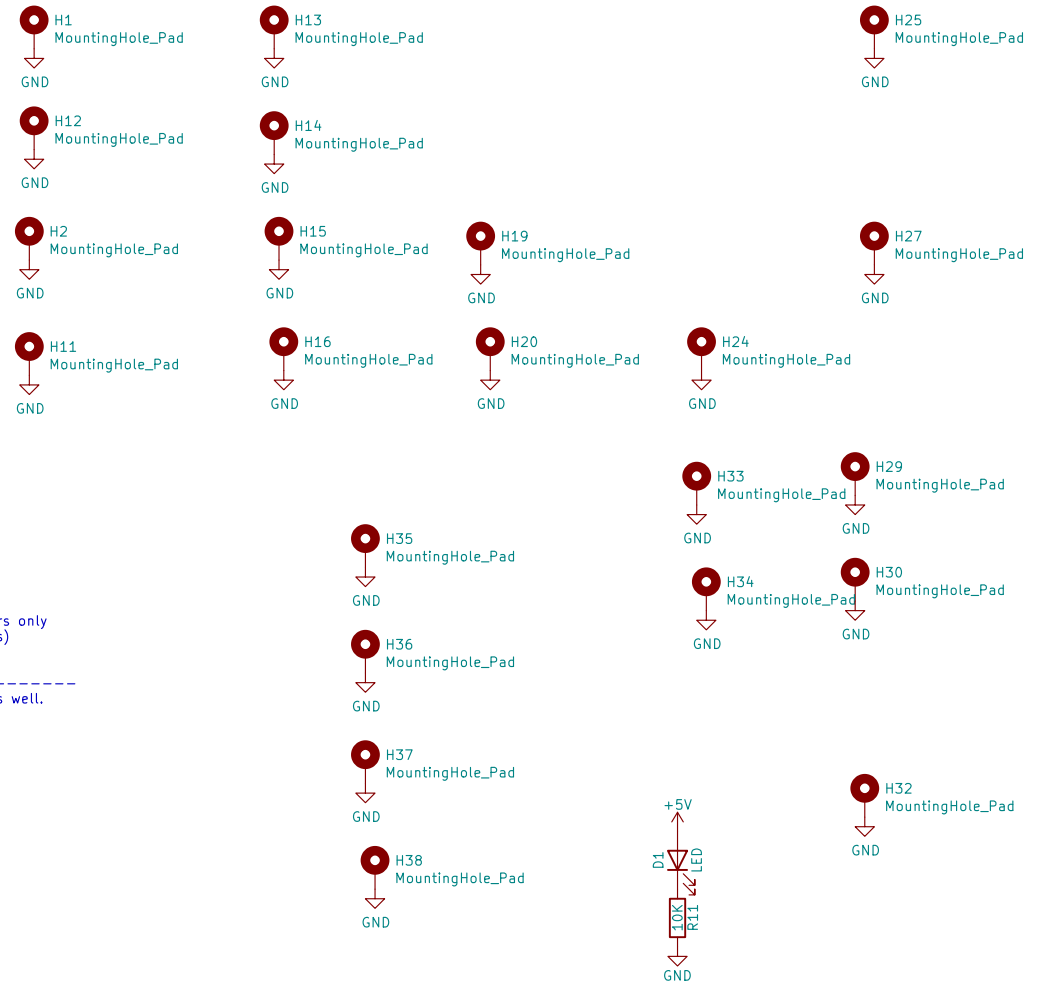 H1
MountingHole_Pad
GND
H13
MountingHole_Pad
GND
H25
MountingHole_Pad
GND
H12
MountingHole_Pad
GND
H14
MountingHole_Pad
GND
H2
MountingHole_Pad
GND
H15
MountingHole_Pad
GND
H19
MountingHole_Pad
GND
H27
MountingHole_Pad
GND
H11
MountingHole_Pad
GND
H16
MountingHole_Pad
GND
H20
MountingHole_Pad
GND
H24
MountingHole_Pad
GND
H33
MountingHole_Pad
GND
H29
MountingHole_Pad
GND
H35
MountingHole_Pad
GND
H34
MountingHole_Pad
GND
H30
MountingHole_Pad
GND
only
H36
MountingHole_Pad
GND
well.
H37
MountingHole_Pad
GND
H32
MountingHole_Pad
GND
H38
MountingHole_Pad
GND
+5V
D1
LED
10K
R11
GND